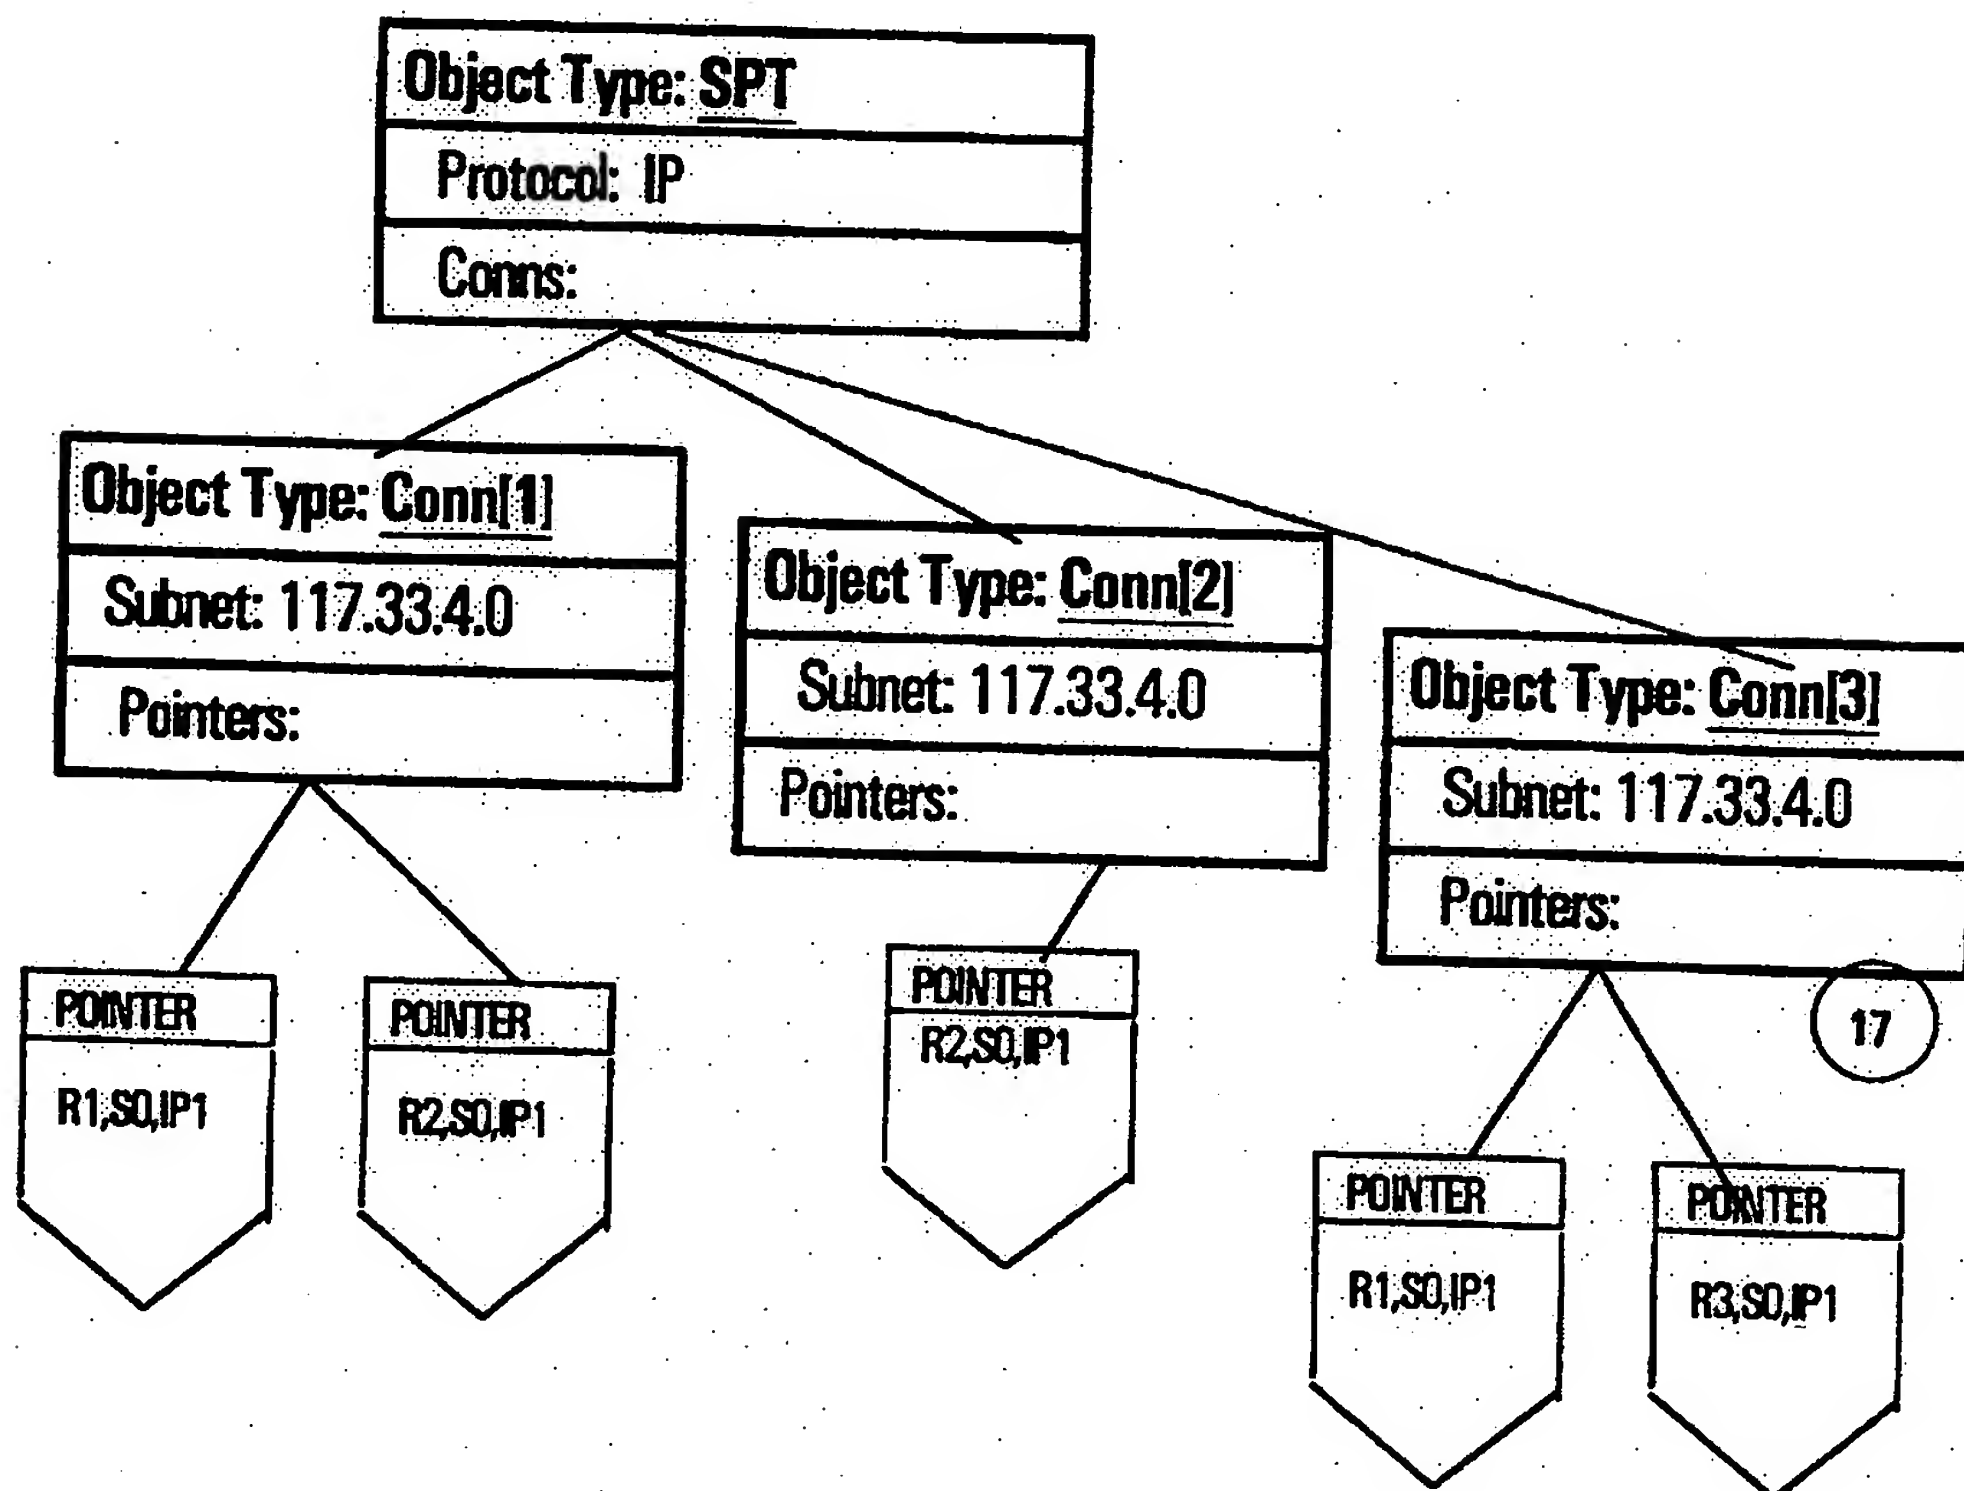 Object Type: SPT
Protocol: IP
Conns:
Object Type: Conn[1]
Subnet: 117.33.4.0
Pointers:
Object Type: Conn[2]
Subnet: 117.33.4.0
Pointers:
Object Type: Conn[3]
Subnet: 117.33.4.0
Pointers:
POINTER
R1,S0,IP1
POINTER
R2,S0,IP1
POINTER
R2,S0,IP1
17
POINTER
R1,S0,IP1
POINTER
R3,S0,IP1